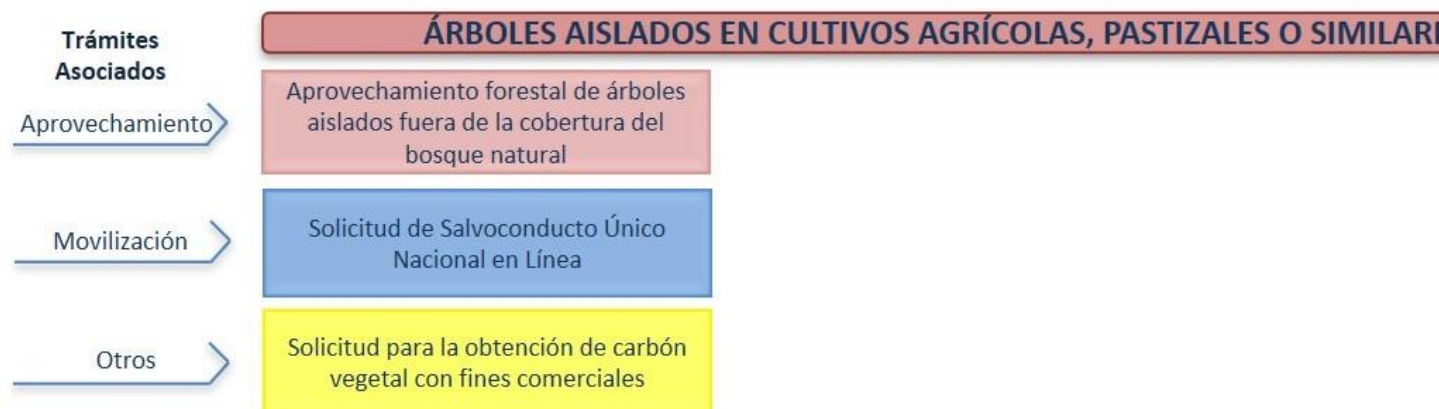 Trámites
Asociados
ÁRBOLES AISLADOS EN CULTIVOS AGRÍCOLAS, PASTIZALES O
Aprovechamiento
Aprovechamiento forestal de árboles
aislados fuera de la cobertura del
bosque natural
Movilización
Solicitud de Salvoconducto Único
Nacional en Línea
Otros
Solicitud para la obtención de carbón
vegetal con fines comerciales